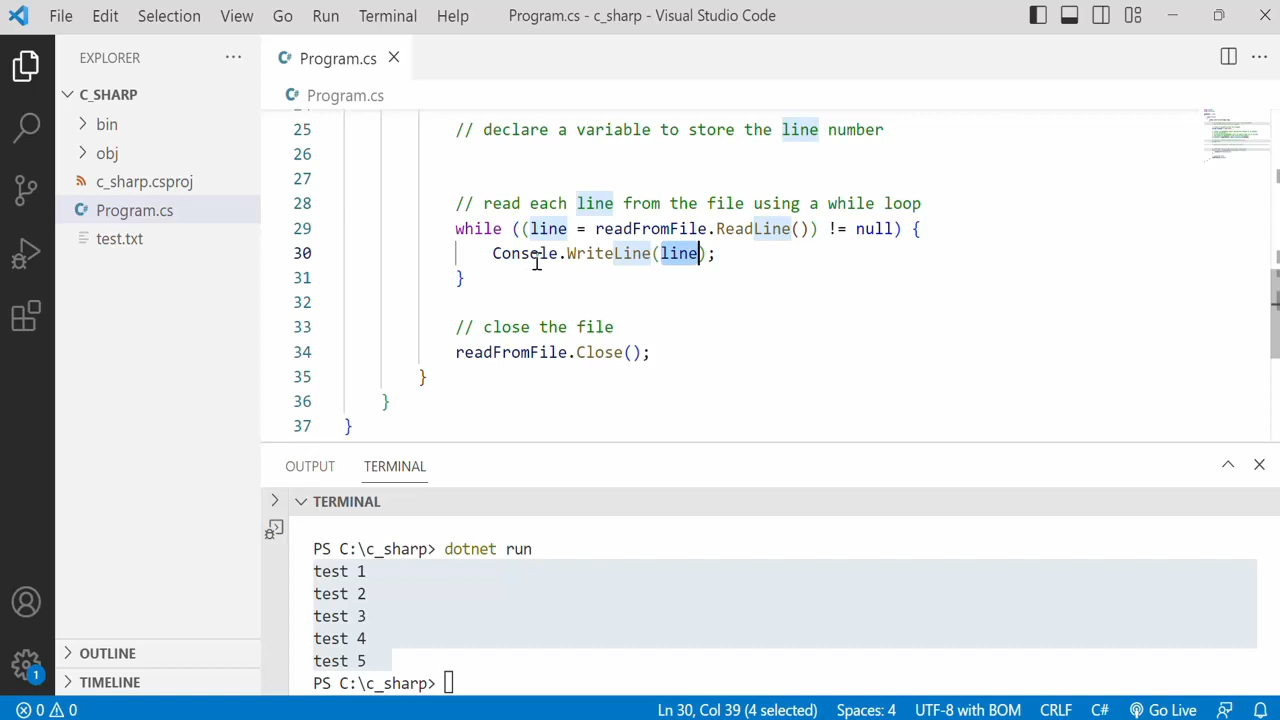 File Edit Selection View Go Run Terminal Help Program.cs - c_sharp - Visual Studio Code
EXPLORER
C_SHARP
bin
obj
c_sharp.csproj
Program.cs
test.txt
OUTLINE
TIMELINE
1
Program.cs
Program.cs
25 // declare a variable to store the line number
26
27
28 // read each line from the file using a while loop
29 while ((line = readFromFile.ReadLine()) != null) {
30 Console.WriteLine(line);
31 }
32
33 // close the file
34 readFromFile.Close();
35 }
36 }
37 }
OUTPUT TERMINAL
TERMINAL
PS C:\c_sharp> dotnet run
test 1
test 2
test 3
test 4
test 5
PS C:\c_sharp>
0 0 Ln 30, Col 39 (4 selected) Spaces: 4 UTF-8 with BOM CRLF C# Go Live